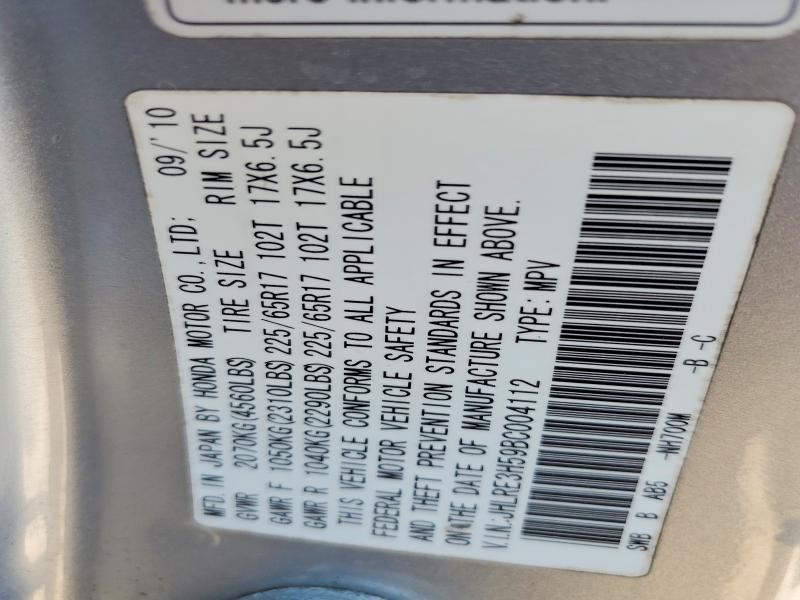 more information.
MFD. IN JAPAN BY HONDA MOTOR CO., LTD; 09/'10
GVWR 2070KG(4560LBS) TIRE SIZE RIM SIZE
GAWR F 1050KG(2310LBS) 225/65R17 102T 17X6.5J
GAWR R 1040KG(2290LBS) 225/65R17 102T 17X6.5J
THIS VEHICLE CONFORMS TO ALL APPLICABLE
FEDERAL MOTOR VEHICLE SAFETY
AND THEFT PREVENTION STANDARDS IN EFFECT
ON THE DATE OF MANUFACTURE SHOWN ABOVE.
V.I.N.:JHLRE3H59BC004112 TYPE: MPV
SWB B AB5 -NH700M -B -C